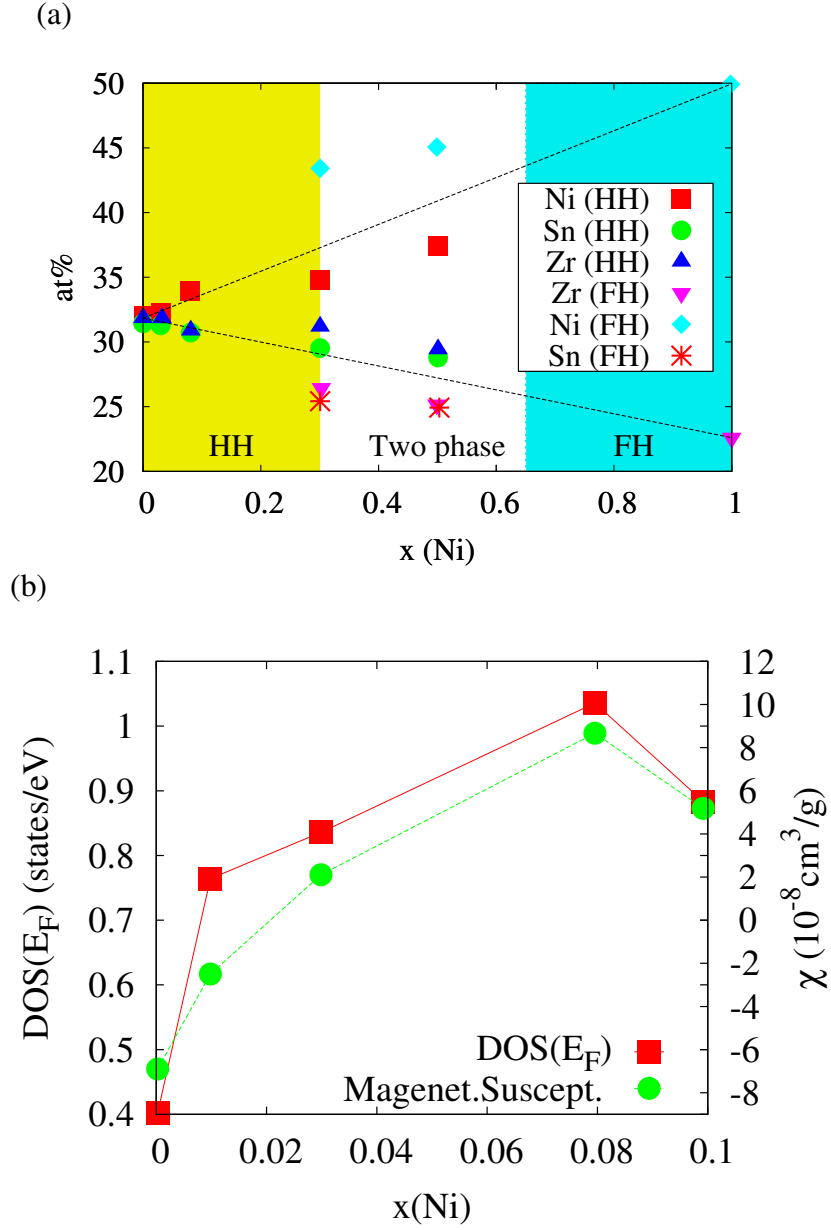 (a)
50
45
40
35
30
25
20
at%
Ni (HH)
Sn (HH)
Zr (HH)
Zr (FH)
Ni (FH)
Sn (FH)
HH Two phase FH
0 0.2 0.4 0.6 0.8 1
x (Ni)
(b)
1.1
1
0.9
0.8
0.7
0.6
0.5
0.4
DOS(E_F) (states/eV)
12
10
8
6
4
2
0
-2
-4
-6
-8
χ (10⁻⁸cm³/g)
DOS(E_F)
Magenet.Suscept.
0 0.02 0.04 0.06 0.08 0.1
x(Ni)